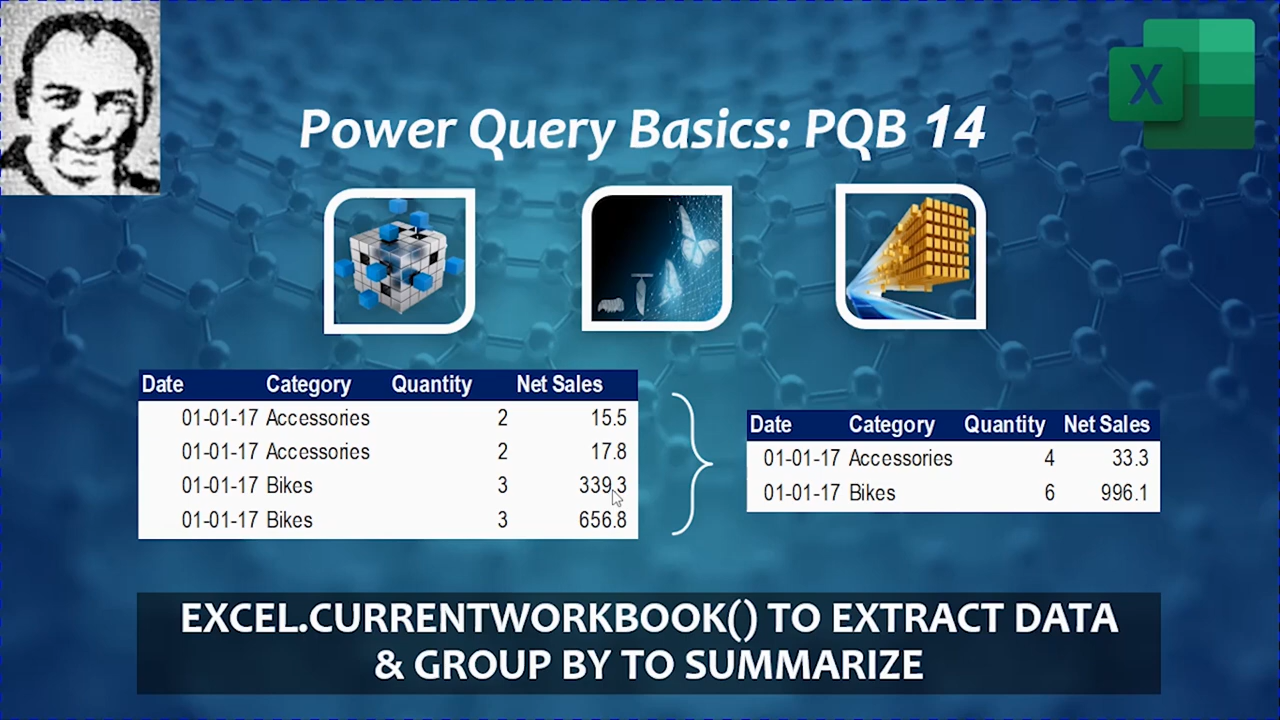 X
Power Query Basics: PQB 14
Date Category Quantity Net Sales
01-01-17 Accessories 2 15.5
01-01-17 Accessories 2 17.8
01-01-17 Bikes 3 339.3
01-01-17 Bikes 3 656.8
Date Category Quantity Net Sales
01-01-17 Accessories 4 33.3
01-01-17 Bikes 6 996.1
EXCEL.CURRENTWORKBOOK() TO EXTRACT DATA
& GROUP BY TO SUMMARIZE